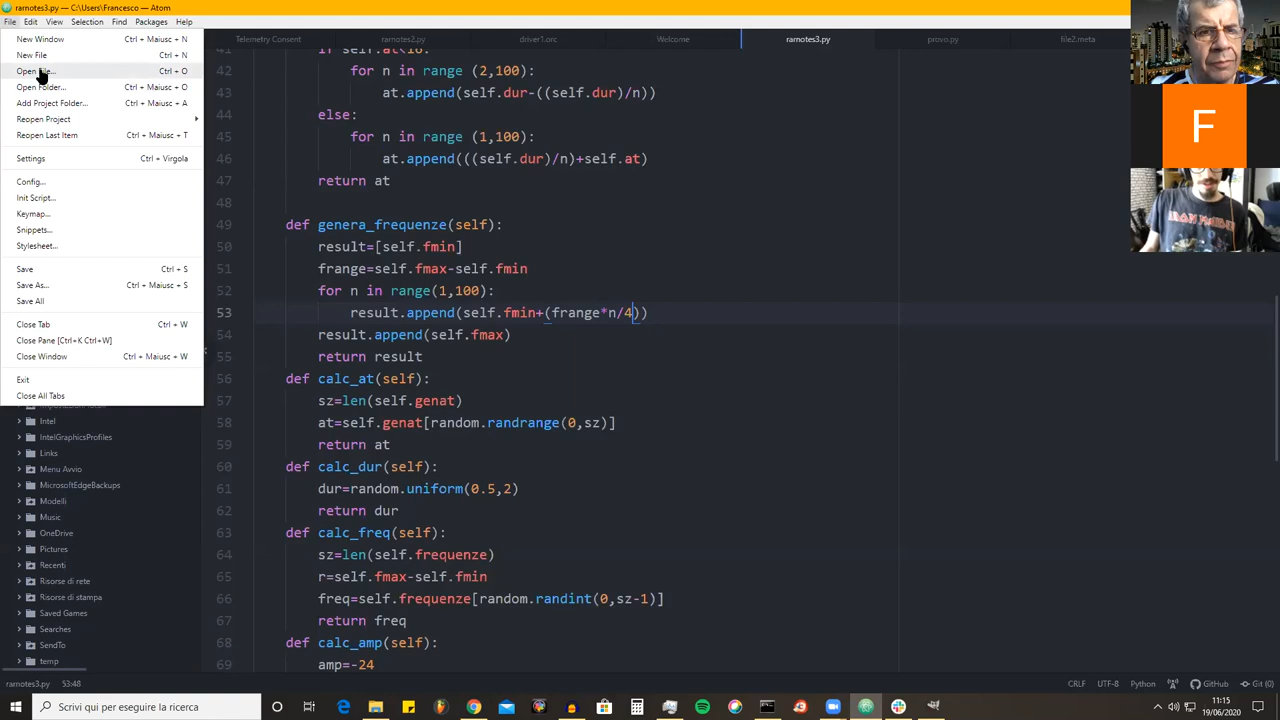 rarnotes3.py — C:\Users\Francesco — Atom
File Edit View Selection Find Packages Help
New Window Ctrl + Maiusc + N
New File Ctrl + N
Open File... Ctrl + O
Open Folder... Ctrl + Maiusc + O
Add Project Folder... Ctrl + Maiusc + A
Reopen Project
Reopen Last Item Ctrl + Maiusc + T
Settings Ctrl + Virgola
Config...
Init Script...
Keymap...
Snippets...
Stylesheet...
Save Ctrl + S
Save As... Ctrl + Maiusc + S
Save All
Close Tab Ctrl + W
Close Pane [Ctrl+K Ctrl+W]
Close Window Ctrl + Maiusc + W
Exit
Close All Tabs
Intel
IntelGraphicsProfiles
Links
Menu Avvio
MicrosoftEdgeBackups
Modelli
Music
OneDrive
Pictures
Recenti
Risorse di rete
Risorse di stampa
Saved Games
Searches
SendTo
temp
Telemetry Consent rarnotes2.py driver1.orc Welcome rarnotes3.py provo.py file2.meta
41 if self.at<16:
42 for n in range (2,100):
43 at.append(self.dur-((self.dur)/n))
44 else:
45 for n in range (1,100):
46 at.append(((self.dur)/n)+self.at)
47 return at
48
49 def genera_frequenze(self):
50 result=[self.fmin]
51 frange=self.fmax-self.fmin
52 for n in range(1,100):
53 result.append(self.fmin+(frange*n/4))
54 result.append(self.fmax)
55 return result
56 def calc_at(self):
57 sz=len(self.genat)
58 at=self.genat[random.randrange(0,sz)]
59 return at
60 def calc_dur(self):
61 dur=random.uniform(0.5,2)
62 return dur
63 def calc_freq(self):
64 sz=len(self.frequenze)
65 r=self.fmax-self.fmin
66 freq=self.frequenze[random.randint(0,sz-1)]
67 return freq
68 def calc_amp(self):
69 amp=-24
F
IRON MAIDEN
rarnotes3.py 53:48 CRLF UTF-8 Python GitHub Git (0)
Scrivi qui per eseguire la ricerca
11:15
19/06/2020